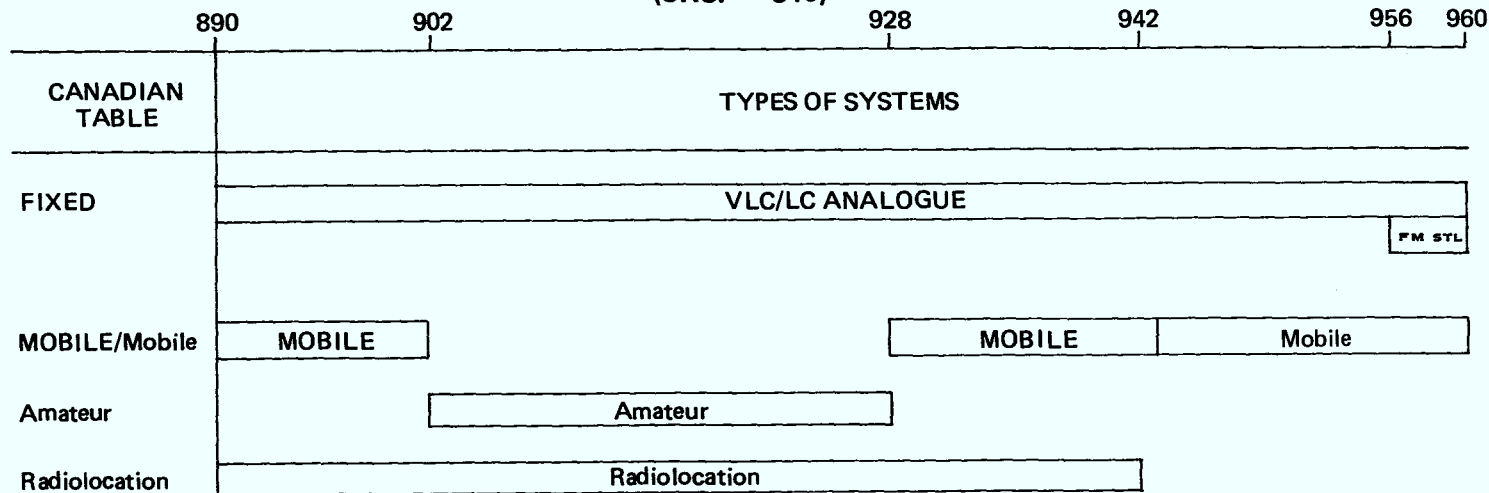 890 902 928 942 956 960
CANADIAN
TABLE
TYPES OF SYSTEMS
FIXED
VLC/LC ANALOGUE
FM STL
MOBILE/Mobile
MOBILE
MOBILE
Mobile
Amateur
Amateur
Radiolocation
Radiolocation